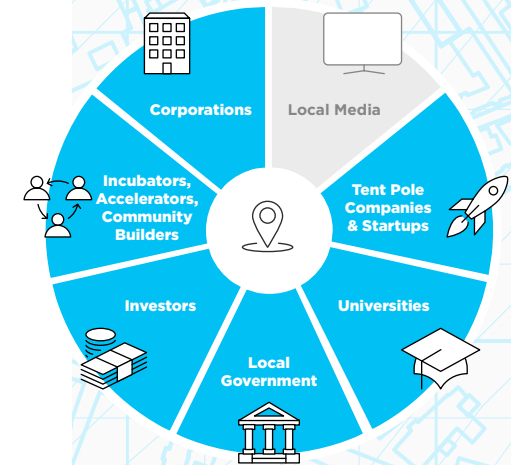 Corporations
Local Media
Tent Pole
Companies
& Startups
Universities
Local
Government
Investors
Incubators,
Accelerators,
Community
Builders